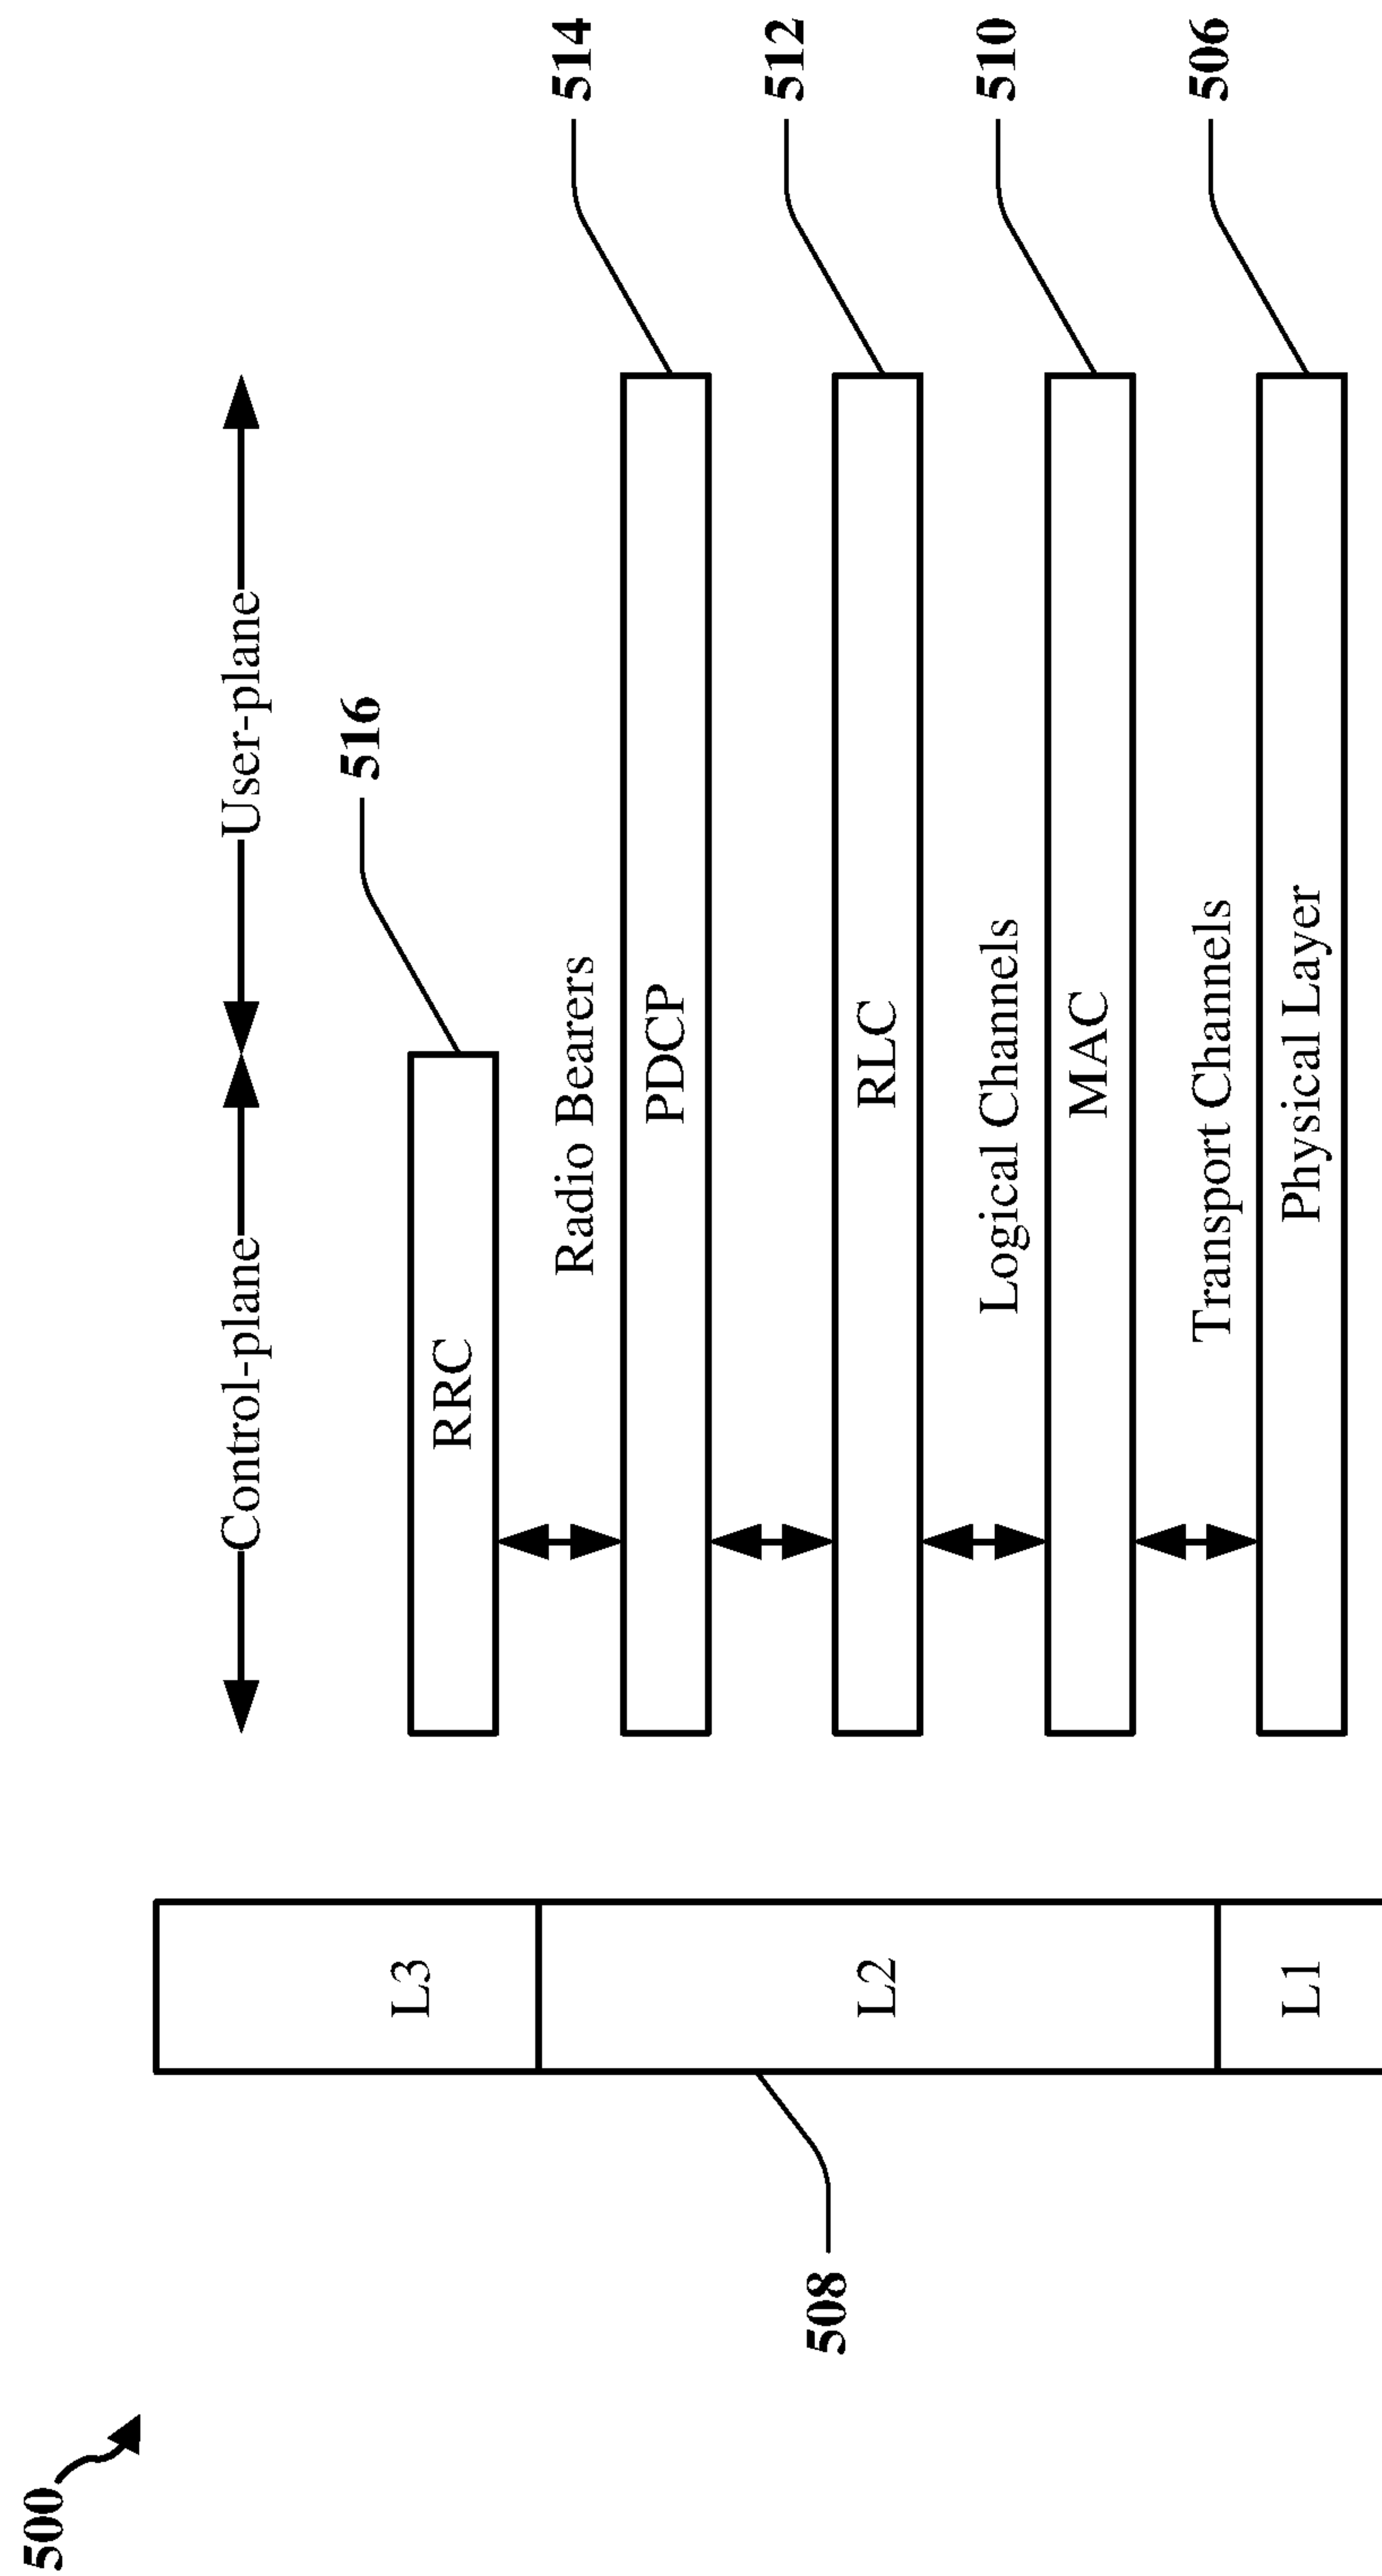 500
Control-plane
User-plane
516
L3
RRC
Radio Bearers
514
PDCP
508
L2
512
RLC
Logical Channels
510
MAC
Transport Channels
506
L1
Physical Layer